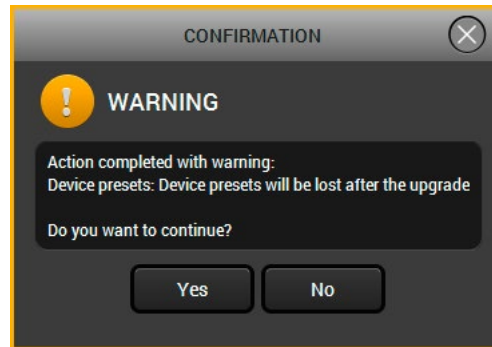 CONFIRMATION
WARNING
Action completed with warning:
Device presets: Device presets will be lost after the upgrade
Do you want to continue?
Yes
No